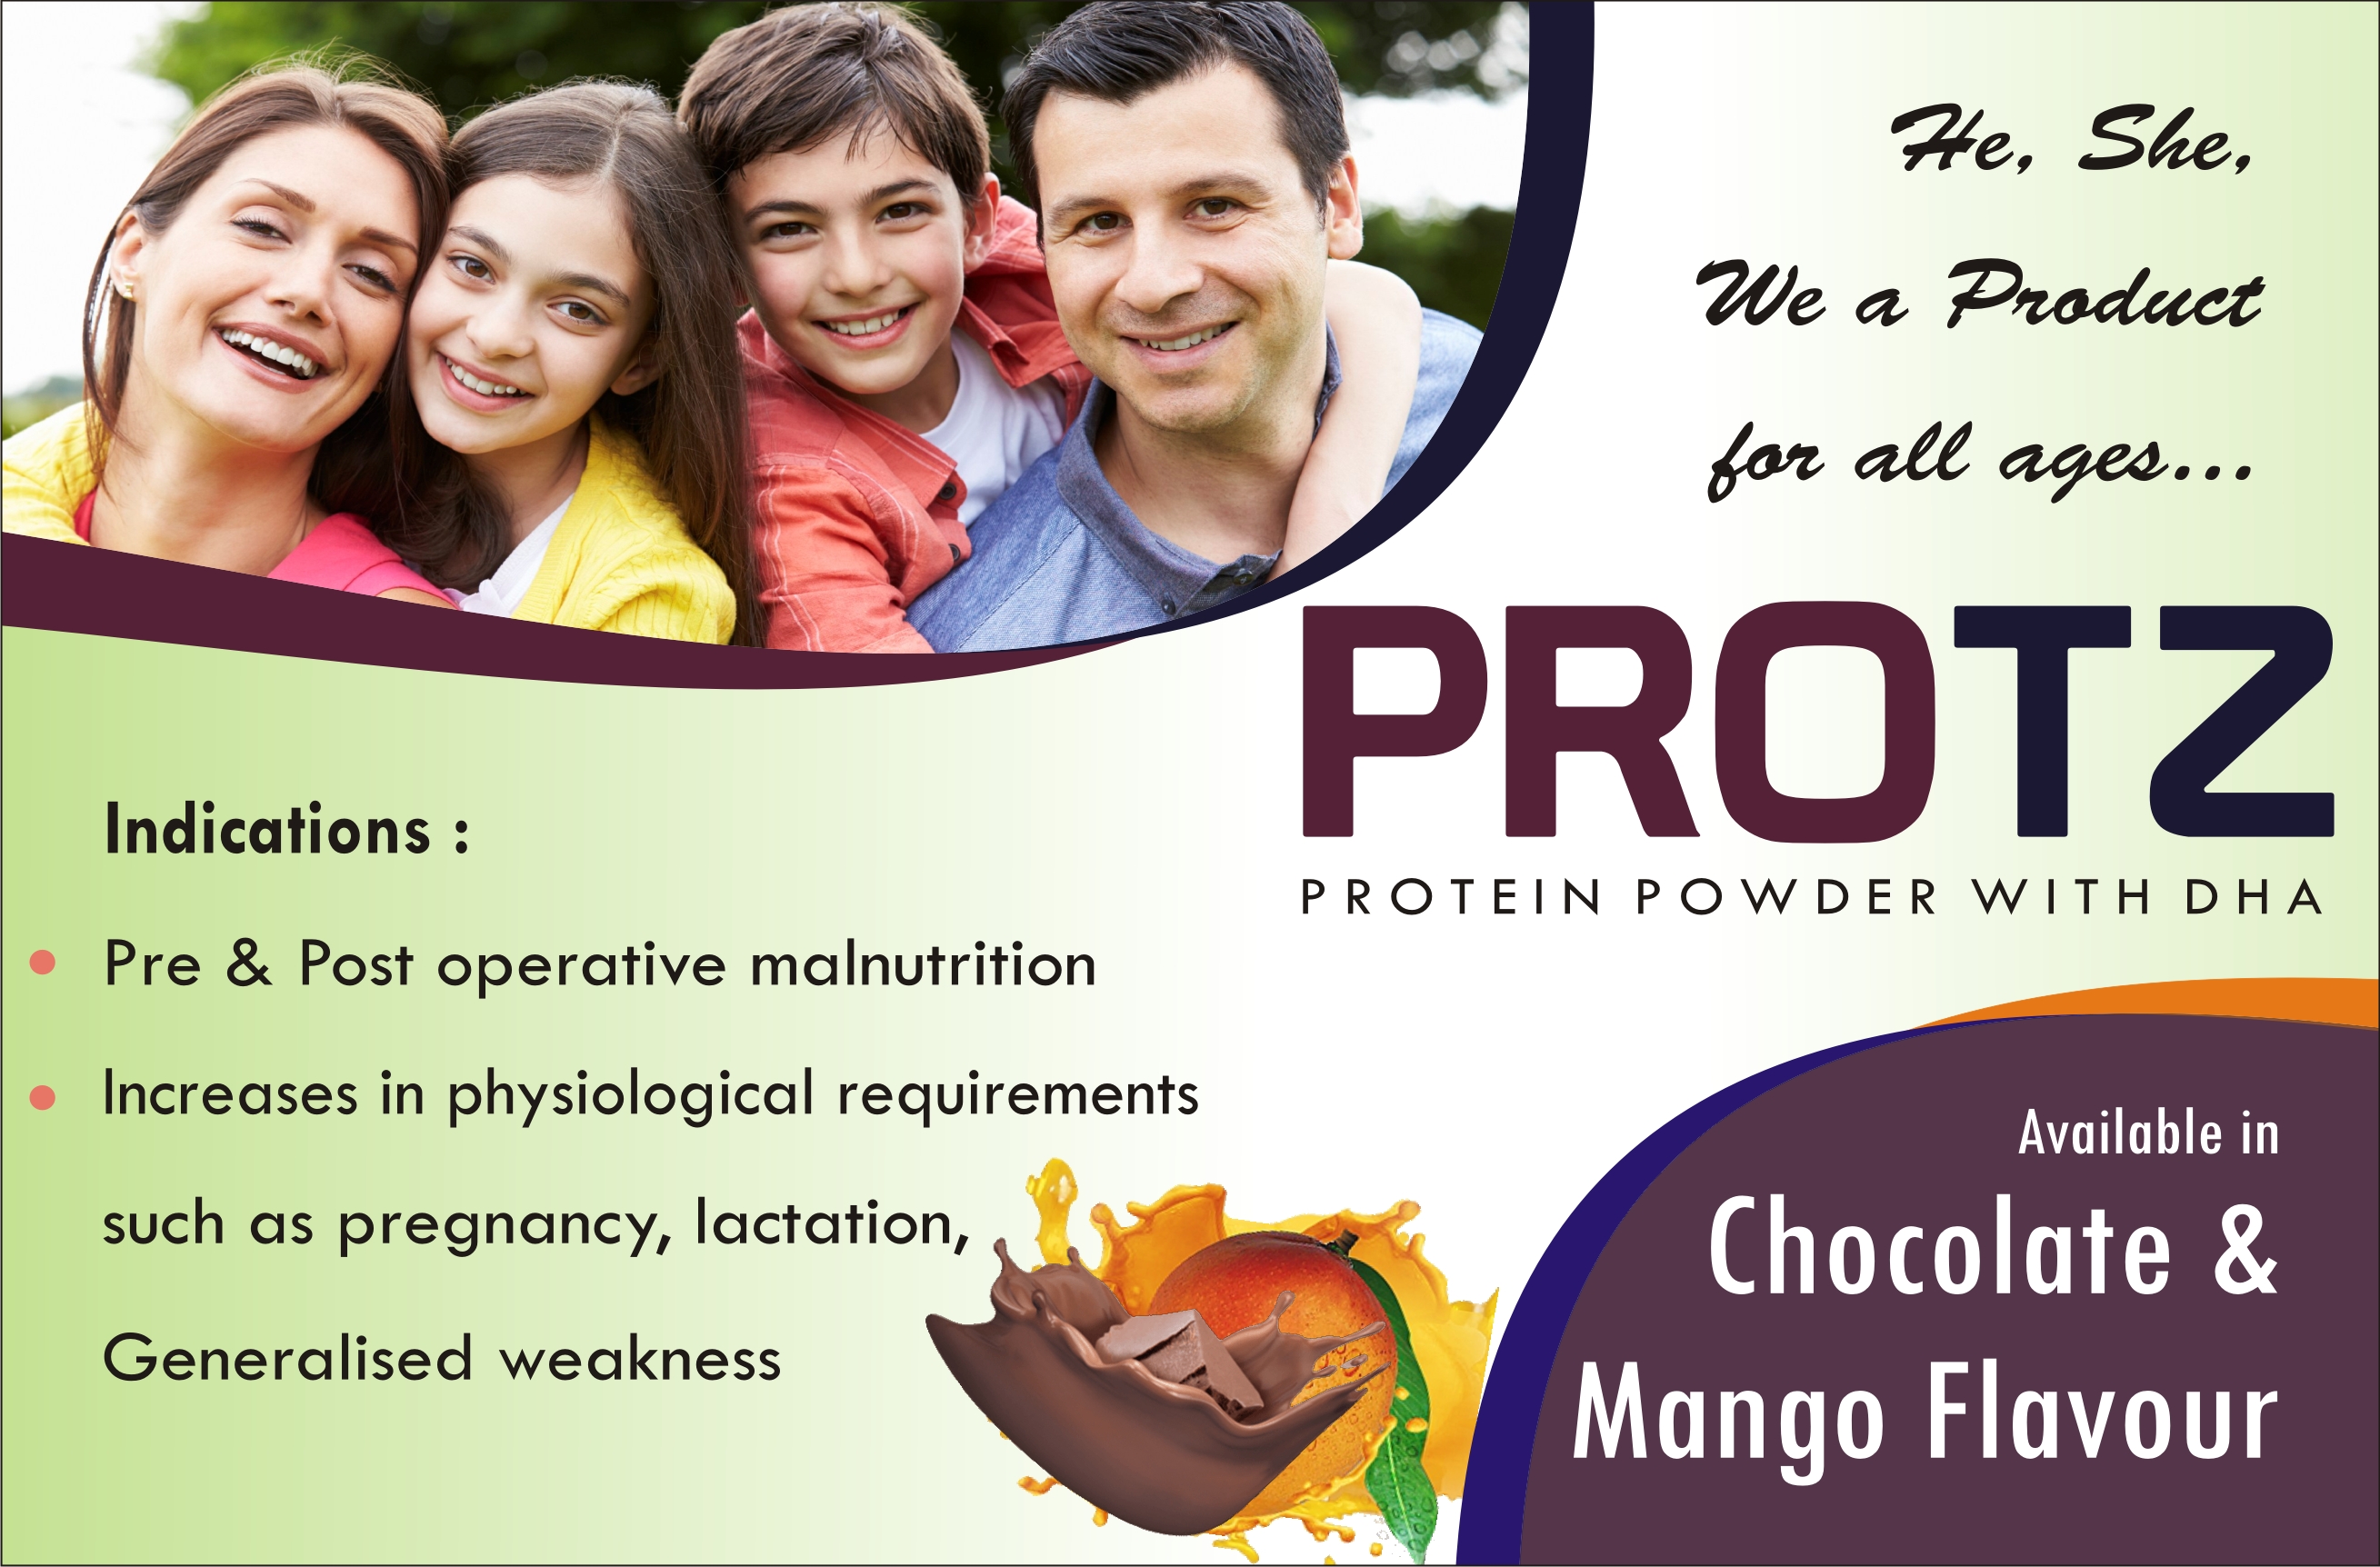 He, She,
We a Product
for all ages...
PROTZ
PROTEIN POWDER WITH DHA
Indications :
• Pre & Post operative malnutrition
• Increases in physiological requirements
such as pregnancy, lactation,
Generalised weakness
Available in
Chocolate &
Mango Flavour